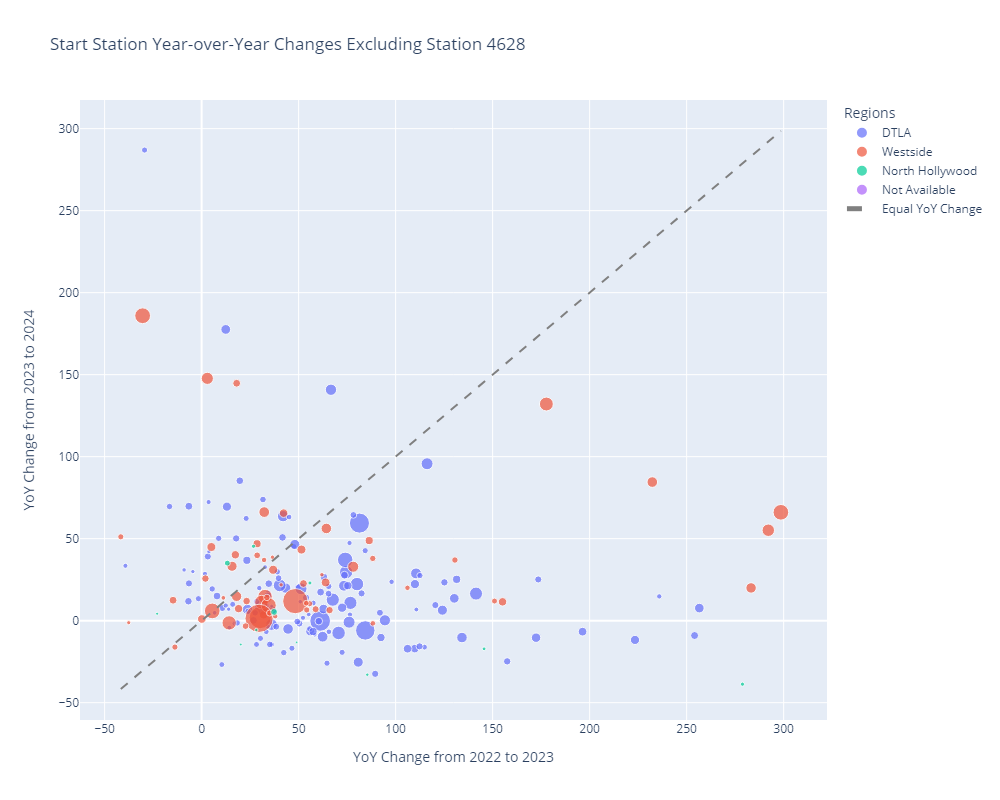 Start Station Year-over-Year Changes Excluding Station 4628
Regions
DTLA
Westside
North Hollywood
Not Available
Equal YoY Change
YoY Change from 2023 to 2024
300
250
200
150
100
50
0
−50
−50 0 50 100 150 200 250 300
YoY Change from 2022 to 2023